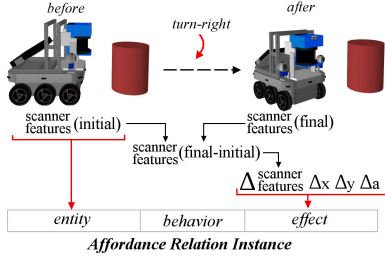 before
turn-right
after
scanner features (initial)
scanner features (final)
scanner features (final-initial)
Δ scanner features Δx Δy Δa
entity behavior effect
Affordance Relation Instance